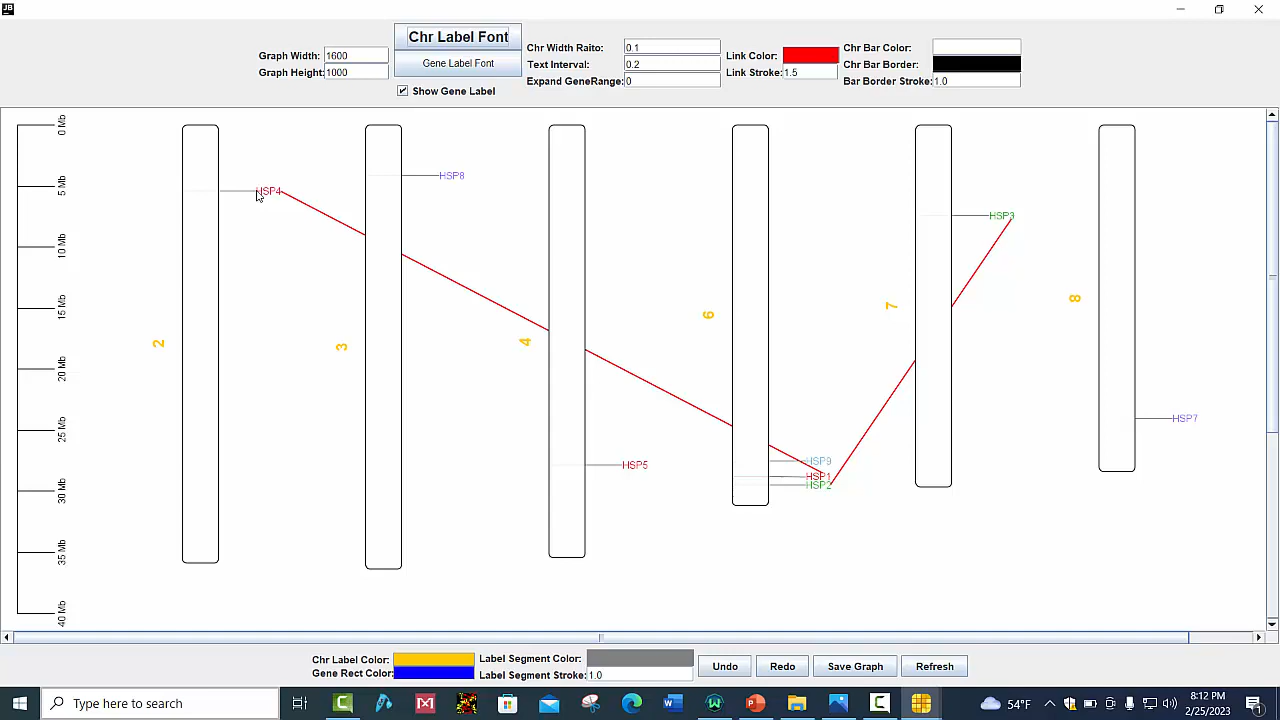 JB
Graph Width: 1600
Graph Height: 1000
Chr Label Font
Gene Label Font
Show Gene Label
Chr Width Raito: 0.1
Text Interval: 0.2
Expand GeneRange: 0
Link Color:
Link Stroke: 1.5
Chr Bar Color:
Chr Bar Border:
Bar Border Stroke: 1.0
0 Mb
5 Mb
10 Mb
15 Mb
20 Mb
25 Mb
30 Mb
35 Mb
40 Mb
2
HSP4
3
HSP8
4
HSP5
6
HSP9
HSP1
HSP2
7
HSP3
8
HSP7
Chr Label Color:
Gene Rect Color:
Label Segment Color:
Label Segment Stroke: 1.0
Undo
Redo
Save Graph
Refresh
Type here to search
54°F
8:12 PM
2/25/2023